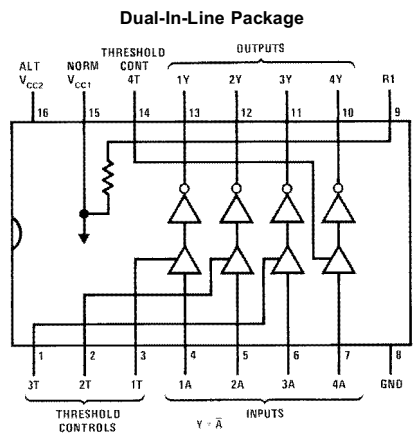 Dual-In-Line Package
ALT V_CC2
NORM V_CC1
THRESHOLD CONT 4T
OUTPUTS
1Y 2Y 3Y 4Y R1
16 15 14 13 12 11 10 9
1 2 3 4 5 6 7 8
3T 2T 1T 1A 2A 3A 4A GND
THRESHOLD CONTROLS
INPUTS
Y = A̅